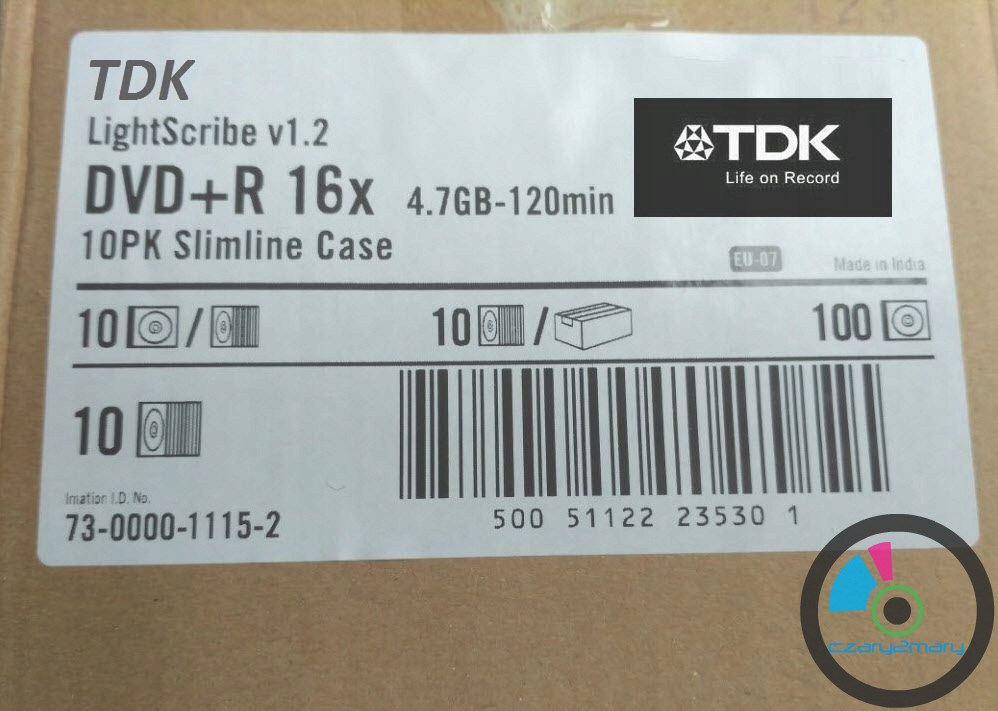 TDK
LightScribe v1.2
DVD+R 16x 4.7GB-120min
10PK Slimline Case
TDK
Life on Record
EU-07 Made in India
10 / 10 / 100
10
Imation I.D. No.
73-0000-1115-2
500 51122 23530 1
czary2mary